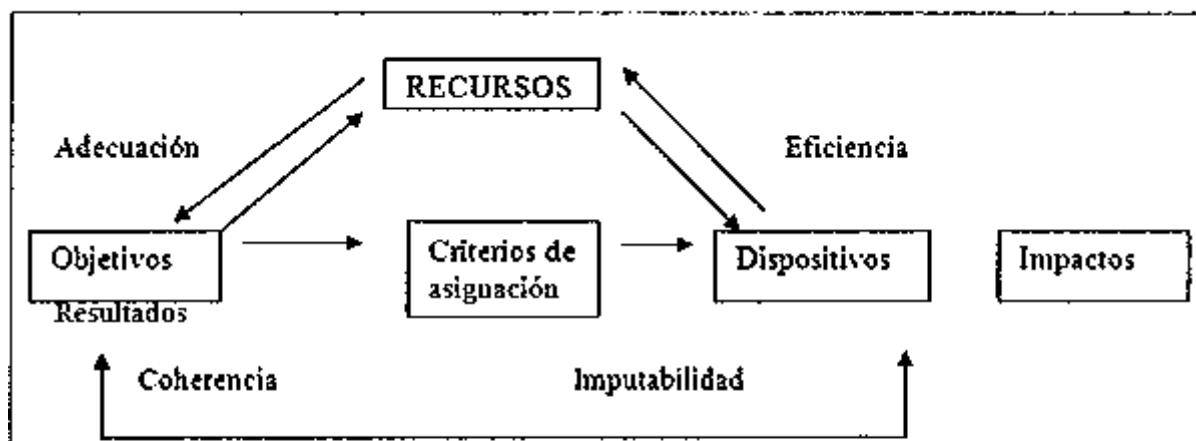 RECURSOS
Adecuación
Eficiencia
Objetivos
Criterios de
asignación
Dispositivos
Impactos
Resultados
Coherencia
Imputabilidad